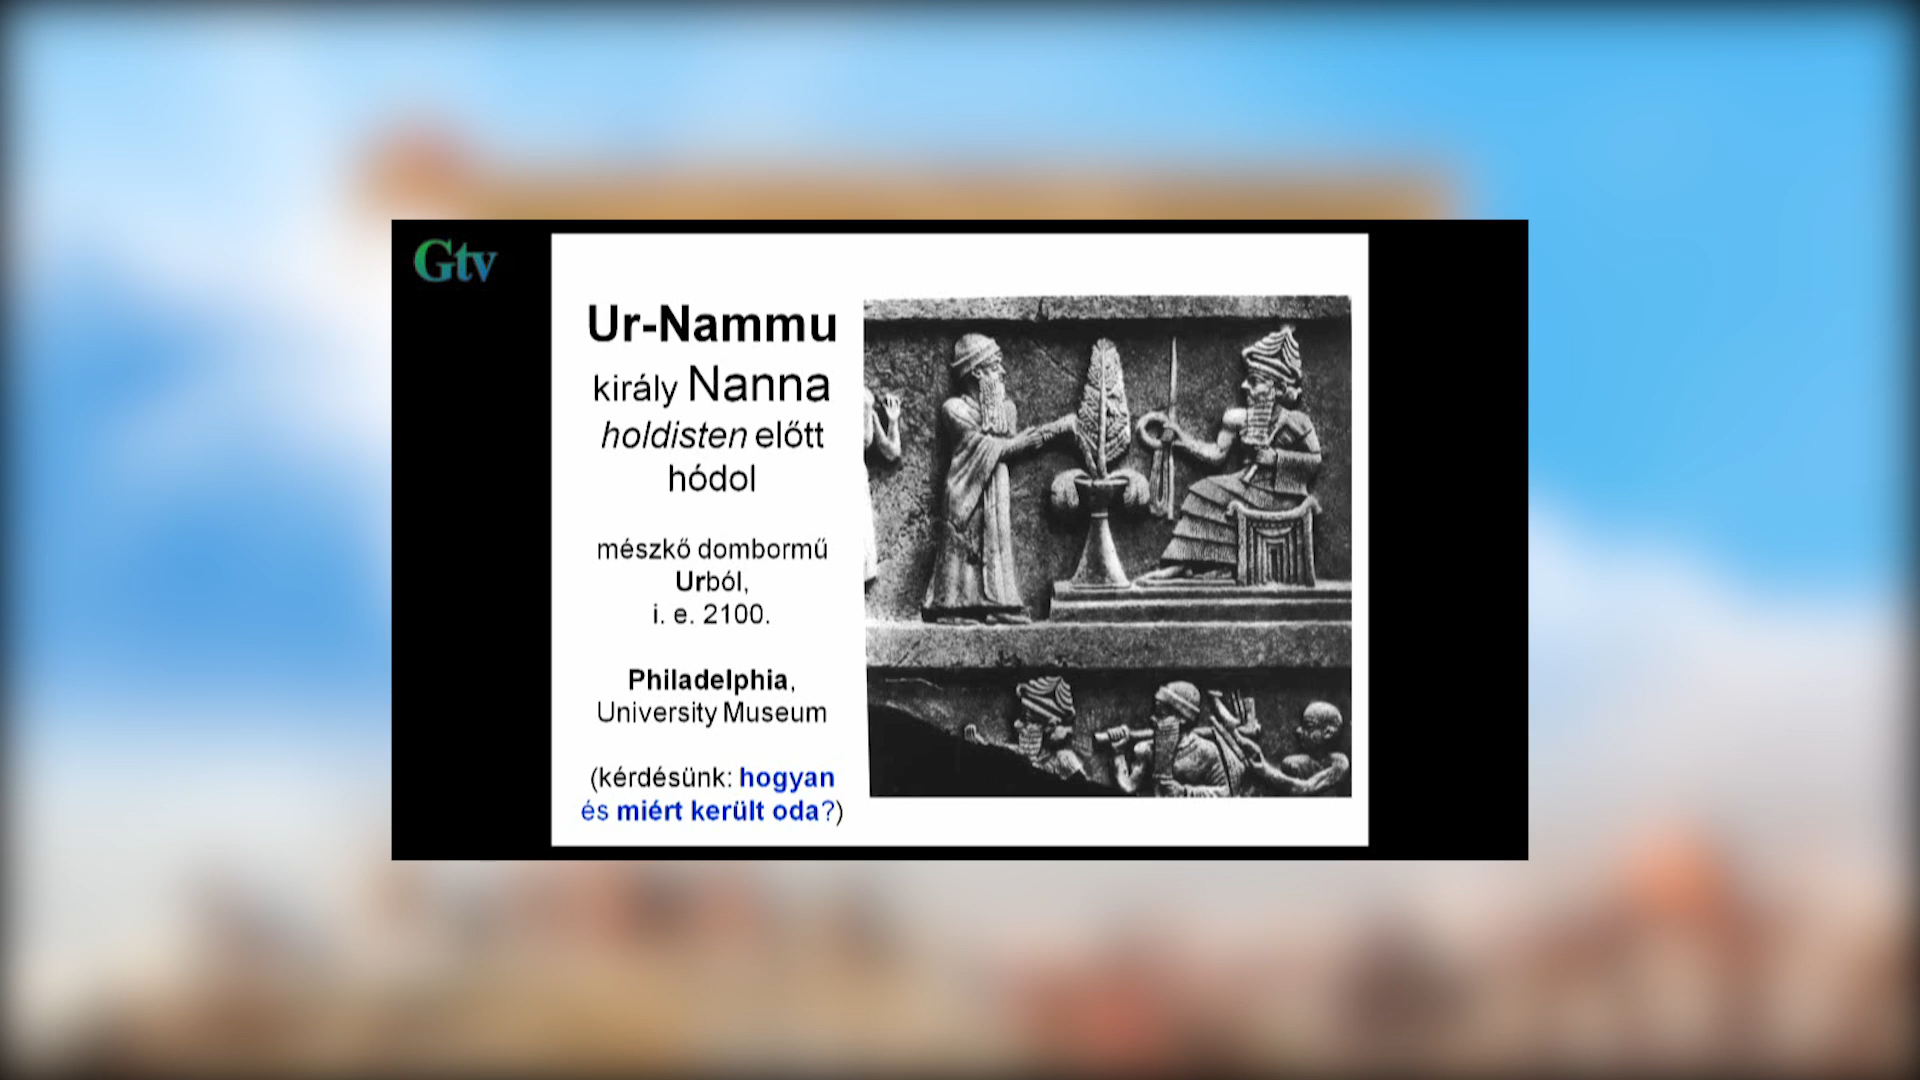 Gtv
Ur-Nammu
király Nanna
holdisten előtt
hódol
mészkő dombormű
Urból,
i. e. 2100.
Philadelphia,
University Museum
(kérdésünk: hogyan
és miért került oda?)